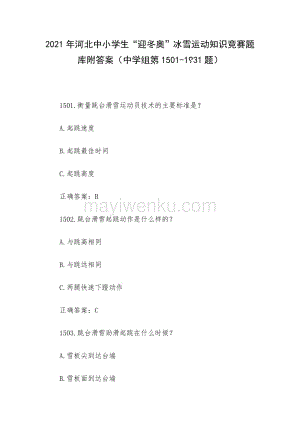 2021 年河北中小学生“迎冬奥”冰雪运动知识竞赛题
库附答案（中学组第 1501-1931 题）
1501.衡量跳台滑雪运动员技术的主要标准是？
A.起跳速度
B.起跳最佳时间
C.起跳高度
正确答案：B
mayiwenku.com
1502.跳台滑雪起跳动作是什么样的？
A.与跳高相同
B.与跳远相同
C.两腿快速下蹬动作
正确答案：C
1503.跳台滑雪助滑起跳在什么时候？
A.雪板尖到达台端
B.雪板面到达台端